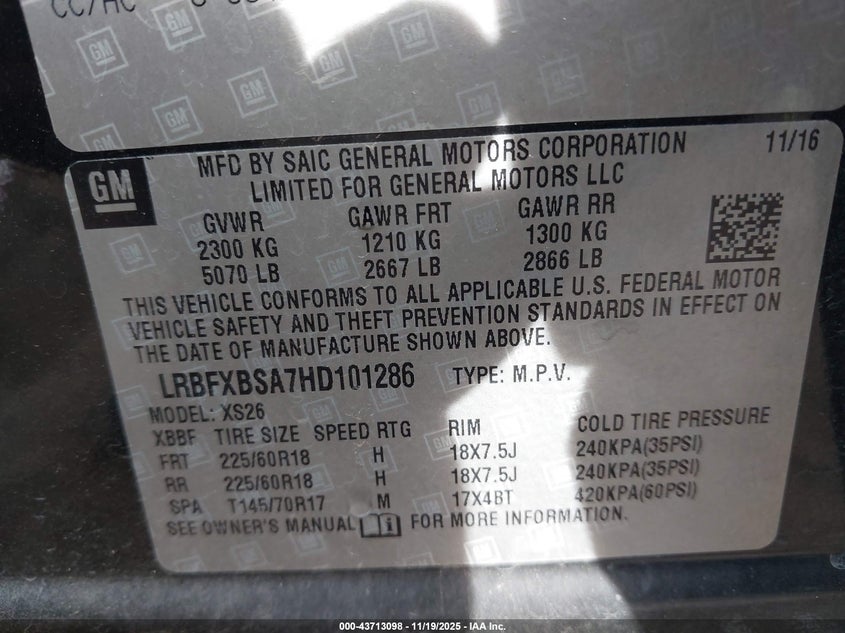 CC/AC
GM
MFD BY SAIC GENERAL MOTORS CORPORATION 11/16
LIMITED FOR GENERAL MOTORS LLC
GVWR GAWR FRT GAWR RR
2300 KG 1210 KG 1300 KG
5070 LB 2667 LB 2866 LB
THIS VEHICLE CONFORMS TO ALL APPLICABLE U.S. FEDERAL MOTOR
VEHICLE SAFETY AND THEFT PREVENTION STANDARDS IN EFFECT ON
THE DATE OF MANUFACTURE SHOWN ABOVE.
LRBFXBSA7HD101286 TYPE: M.P.V.
MODEL: XS26
XBBF TIRE SIZE SPEED RTG RIM COLD TIRE PRESSURE
FRT 225/60R18 H 18X7.5J 240KPA(35PSI)
RR 225/60R18 H 18X7.5J 240KPA(35PSI)
SPA T145/70R17 M 17X4BT 420KPA(60PSI)
SEE OWNER'S MANUAL i FOR MORE INFORMATION.
000-43713098 - 11/19/2025 - IAA Inc.